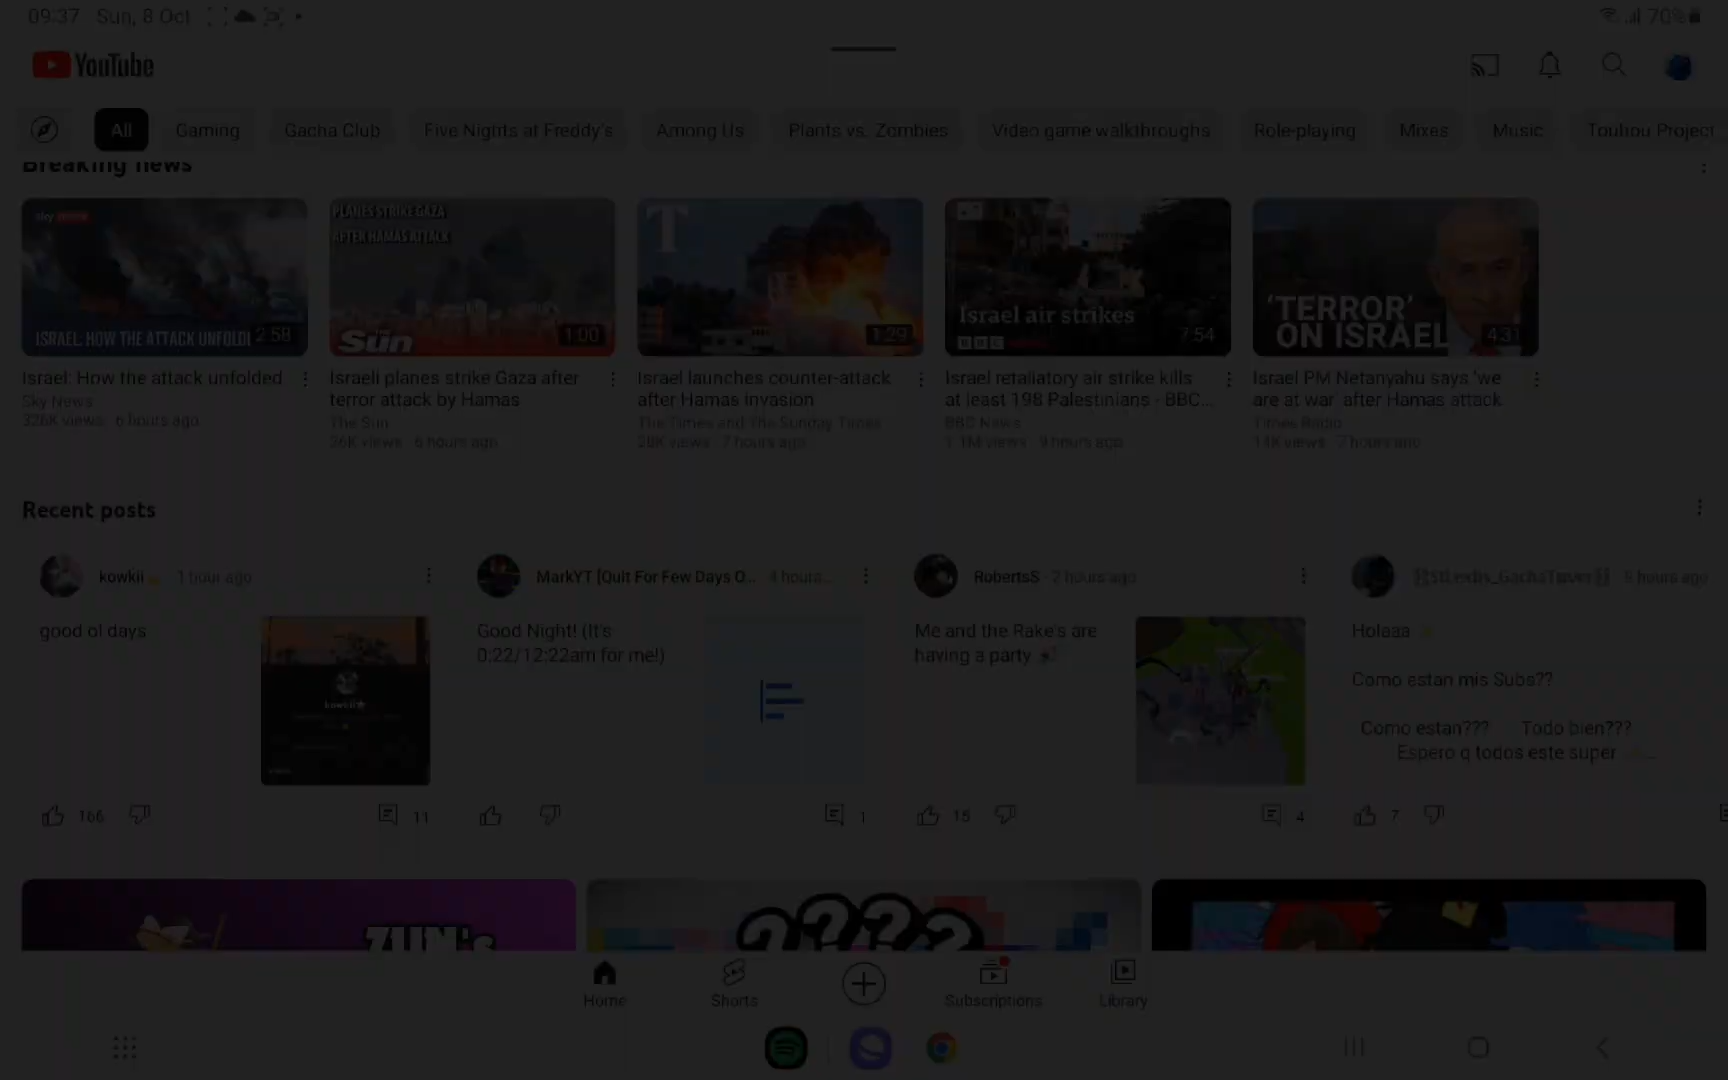 09:37 Sun, 8 Oct 70%
YouTube
All Gaming Gacha Club Five Nights at Freddy's Among Us Plants vs. Zombies Video game walkthroughs Role-playing Mixes Music Touhou Project
Breaking news
sky news
ISRAEL: HOW THE ATTACK UNFOLDED 2:58
Israel: How the attack unfolded
Sky News
326K views · 6 hours ago
PLANES STRIKE GAZA
AFTER HAMAS ATTACK
THE Sun 1:00
Israeli planes strike Gaza after
terror attack by Hamas
The Sun
36K views · 6 hours ago
T
1:29
Israel launches counter-attack
after Hamas invasion
The Times and The Sunday Times
28K views · 7 hours ago
Israel air strikes
BBC 7:54
Israel retaliatory air strike kills
at least 198 Palestinians - BBC...
BBC News
1.1M views · 9 hours ago
'TERROR'
ON ISRAEL 4:31
Israel PM Netanyahu says 'we
are at war' after Hamas attack
Times Radio
14K views · 7 hours ago
Recent posts
kowkii 1 hour ago
good ol days
kowkii
166 11
MarkYT [Quit For Few Days O... 4 hours...
Good Night! (It's
0:22/12:22am for me!)
1
RobertsS 2 hours ago
Me and the Rake's are
having a party
15 4
6 hours ago
Holaaa
Como estan mis Subs??
Como estan??? Todo bien???
Espero q todos este super
7
ZUN's
????
Home Shorts Subscriptions Library